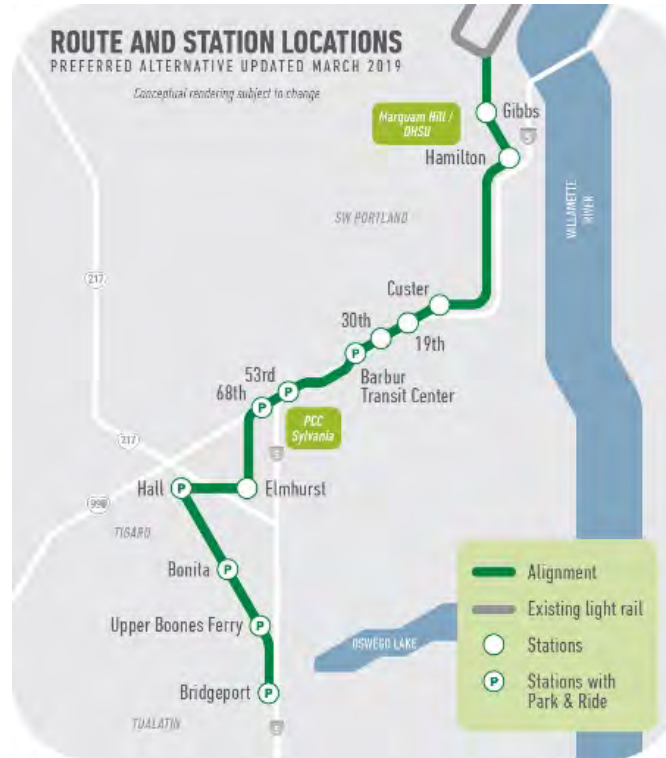 ROUTE AND STATION LOCATIONS
PREFERRED ALTERNATIVE UPDATED MARCH 2019
Conceptual rendering subject to change
Marquam Hill /
OHSU
Gibbs
5
Hamilton
SW PORTLAND
WILLAMETTE
RIVER
217
Custer
30th
19th
P
Barbur
Transit Center
53rd
P
68th
P
PCC
Sylvania
217
5
Hall
P
Elmhurst
99W
TIGARD
Bonita
P
Upper Boones Ferry
P
OSWEGO LAKE
Bridgeport
P
TUALATIN
5
Alignment
Existing light rail
Stations
P
Stations with
Park & Ride